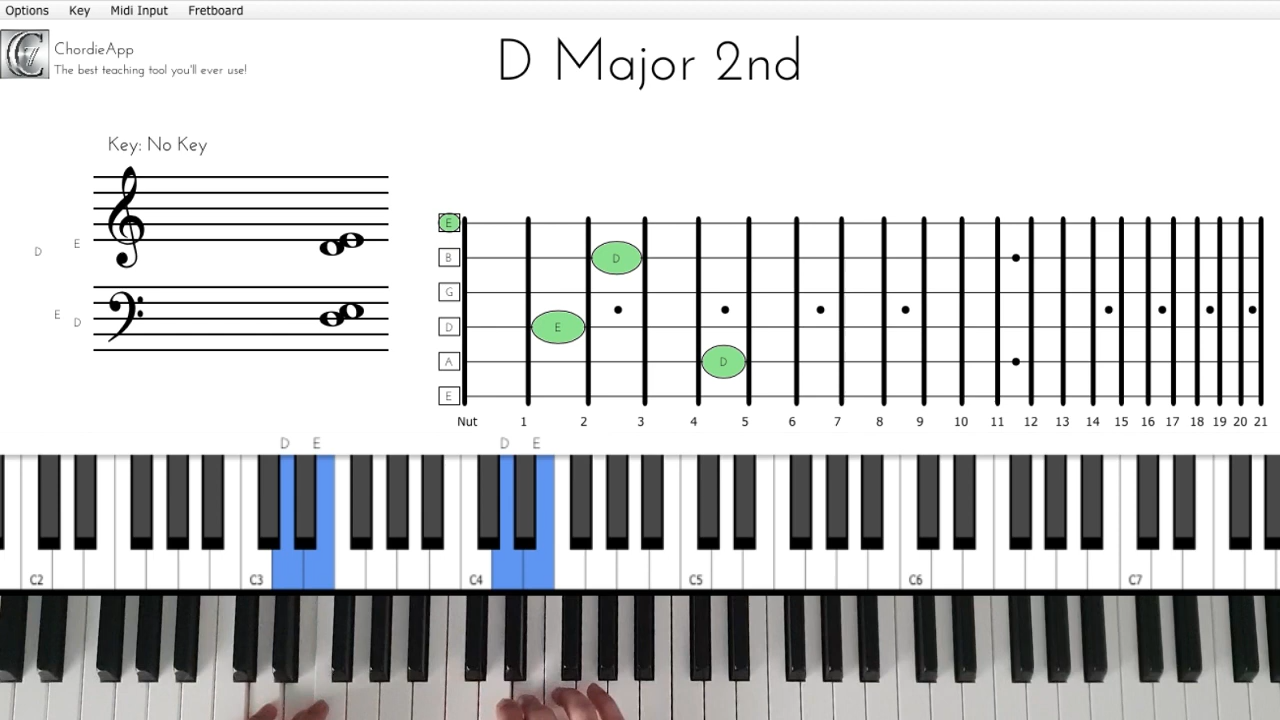 Options Key Midi Input Fretboard
C7
ChordieApp
The best teaching tool you'll ever use!
D Major 2nd
Key: No Key
D E
E D
E
B D
G
D E
A D
E
Nut 1 2 3 4 5 6 7 8 9 10 11 12 13 14 15 16 17 18 19 20 21
D E D E
C2 C3 C4 C5 C6 C7